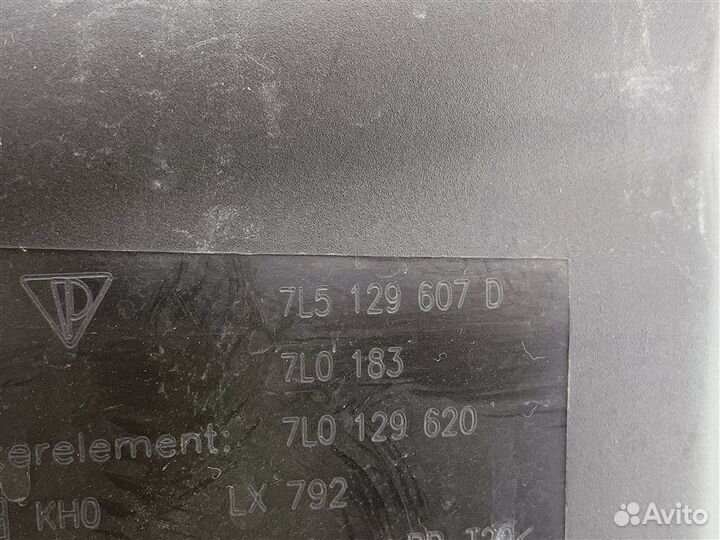 7L5 129 607 D
7L0 183
erelement: 7L0 129 620
KHO LX 792
Avito